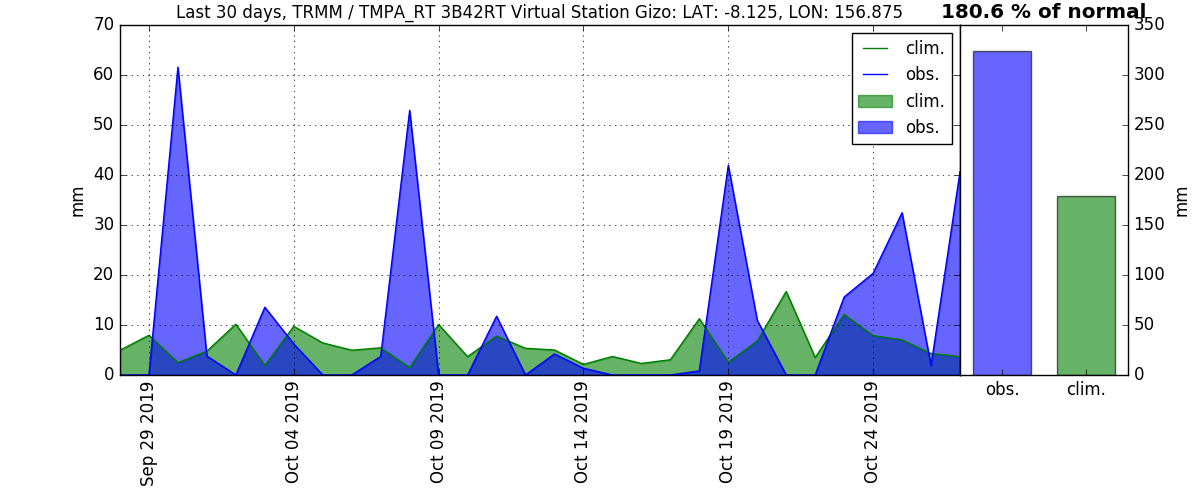 Last 30 days, TRMM / TMPA_RT 3B42RT Virtual Station Gizo: LAT: -8.125, LON: 156.875
180.6 % of normal
70
60
50
40
30
20
10
0
mm
clim.
obs.
clim.
obs.
Sep 29 2019
Oct 04 2019
Oct 09 2019
Oct 14 2019
Oct 19 2019
Oct 24 2019
350
300
250
200
150
100
50
0
mm
obs.
clim.